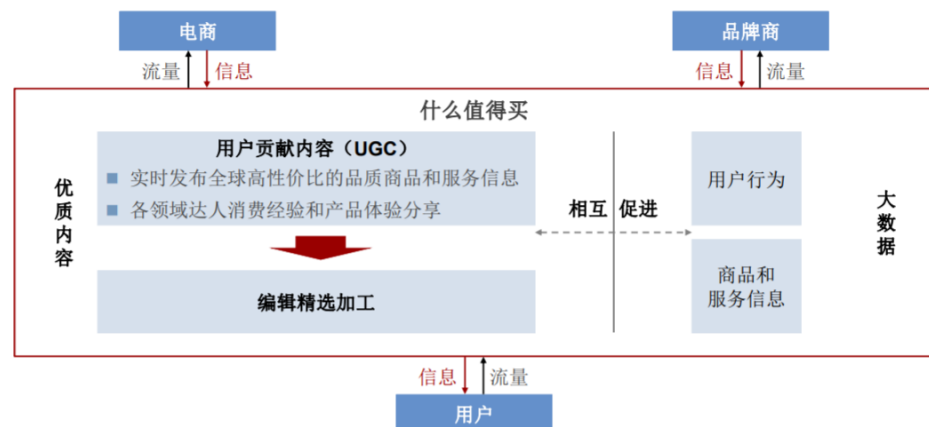 电商
品牌商
流量
信息
信息
流量
什么值得买
优质内容
用户贡献内容（UGC）
实时发布全球高性价比的品质商品和服务信息
各领域达人消费经验和产品体验分享
编辑精选加工
相互
促进
用户行为
商品和
服务信息
大数据
信息
流量
用户